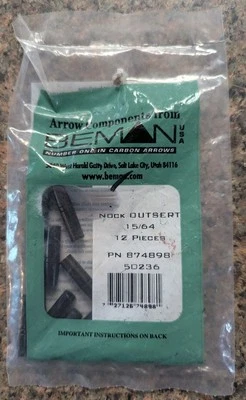 Arrow Components from
BEMAN
USA
NUMBER ONE IN CARBON ARROWS
Harold Gatty Drive, Salt Lake City, Utah 84116
www.beman.com
NOCK OUTSERT
15/64
12 PIECES
PN 874898
50236
IMPORTANT INSTRUCTIONS ON BACK